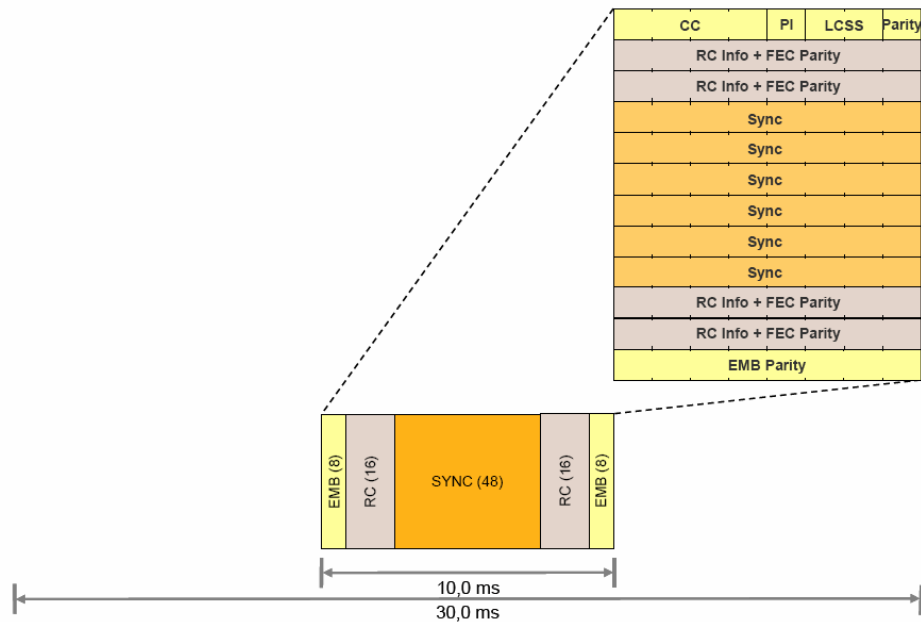 CC PI LCSS Parity
RC Info + FEC Parity
RC Info + FEC Parity
Sync
Sync
Sync
Sync
Sync
Sync
RC Info + FEC Parity
RC Info + FEC Parity
EMB Parity
EMB (8)
RC (16)
SYNC (48)
RC (16)
EMB (8)
10,0 ms
30,0 ms